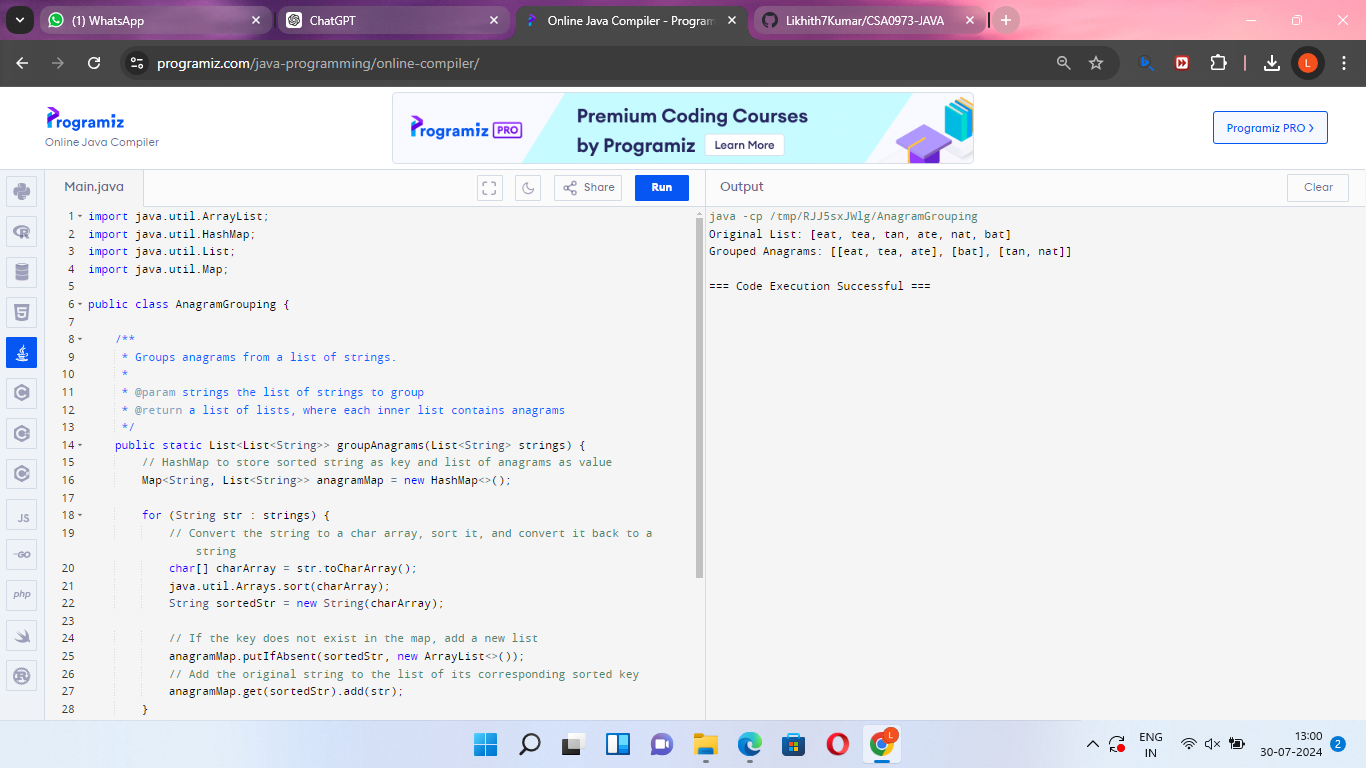 (1) WhatsApp
ChatGPT
Online Java Compiler - Program
Likhith7Kumar/CSA0973-JAVA
programiz.com/java-programming/online-compiler/
L
Programiz
Online Java Compiler
Programiz PRO
Premium Coding Courses
by Programiz
Learn More
Programiz PRO >
Main.java
Share
Run
Output
Clear
1 import java.util.ArrayList;
2 import java.util.HashMap;
3 import java.util.List;
4 import java.util.Map;
5
6 public class AnagramGrouping {
7
8 /**
9 * Groups anagrams from a list of strings.
10 *
11 * @param strings the list of strings to group
12 * @return a list of lists, where each inner list contains anagrams
13 */
14 public static List<List<String>> groupAnagrams(List<String> strings) {
15 // HashMap to store sorted string as key and list of anagrams as value
16 Map<String, List<String>> anagramMap = new HashMap<>();
17
18 for (String str : strings) {
19 // Convert the string to a char array, sort it, and convert it back to a
string
20 char[] charArray = str.toCharArray();
21 java.util.Arrays.sort(charArray);
22 String sortedStr = new String(charArray);
23
24 // If the key does not exist in the map, add a new list
25 anagramMap.putIfAbsent(sortedStr, new ArrayList<>());
26 // Add the original string to the list of its corresponding sorted key
27 anagramMap.get(sortedStr).add(str);
28 }
java -cp /tmp/RJJ5sxJWlg/AnagramGrouping
Original List: [eat, tea, tan, ate, nat, bat]
Grouped Anagrams: [[eat, tea, ate], [bat], [tan, nat]]
=== Code Execution Successful ===
JS
GO
php
L
ENG
IN
13:00
30-07-2024
2